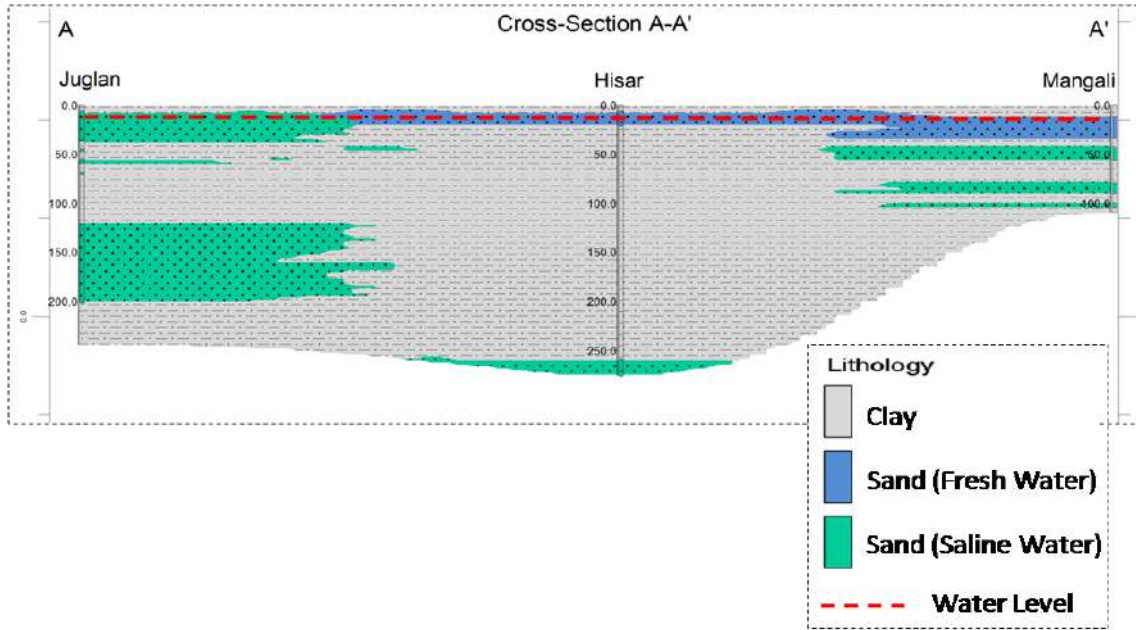 Cross-Section A-A'
A
A'
Juglan
Hisar
Mangali
0.0
0.0
0.0
50.0
50.0
50.0
100.0
100.0
100.0
150.0
150.0
200.0
200.0
250.0
0.0
Lithology
Clay
Sand (Fresh Water)
Sand (Saline Water)
Water Level